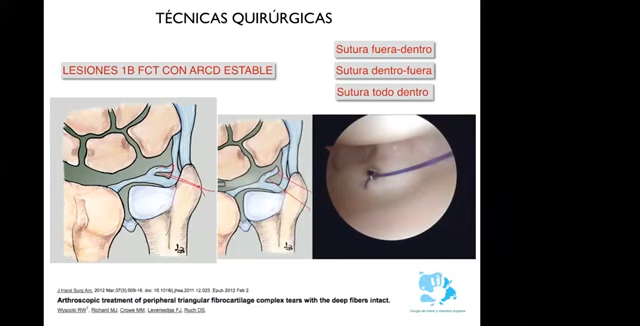 TÉCNICAS QUIRÚRGICAS
Sutura fuera-dentro
LESIONES 1B FCT CON ARCD ESTABLE
Sutura dentro-fuera
Sutura todo dentro
J Hand Surg Am. 2012 Mar;37(3):509-16. doi: 10.1016/j.jhsa.2011.12.023. Epub 2012 Feb 2
Arthroscopic treatment of peripheral triangular fibrocartilage complex tears with the deep fibers intact.
Wysocki RW1, Richard MJ, Crowe MM, Leversedge FJ, Ruch DS.